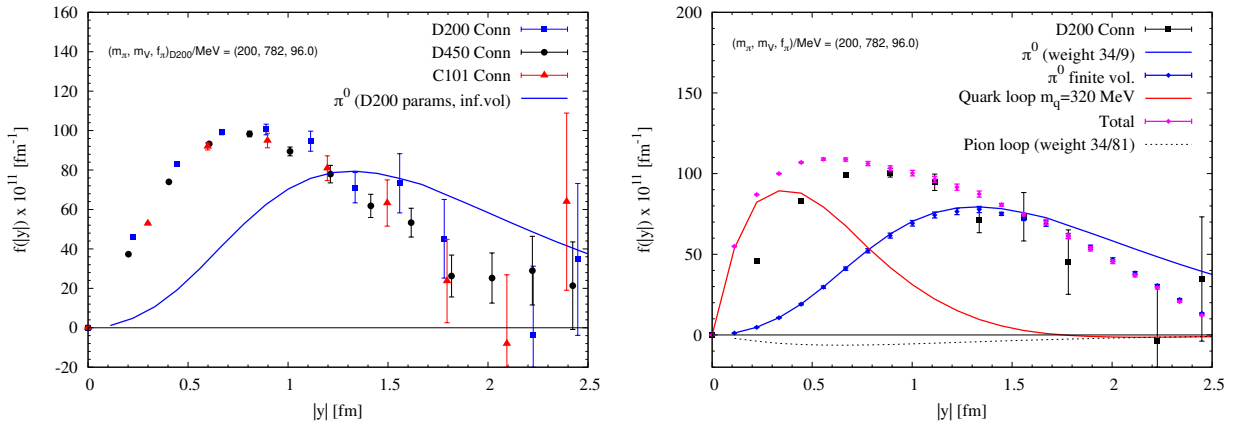 160
140
120
100
80
60
40
20
0
-20
f(|y|) x 10¹¹ [fm⁻¹]
(m_π, m_V, f_π)_D200/MeV = (200, 782, 96.0)
D200 Conn
D450 Conn
C101 Conn
π⁰ (D200 params, inf.vol)
0 0.5 1 1.5 2 2.5
|y| [fm]
200
150
100
50
0
-50
f(|y|) x 10¹¹ [fm⁻¹]
(m_π, m_V, f_π)/MeV = (200, 782, 96.0)
D200 Conn
π⁰ (weight 34/9)
π⁰ finite vol.
Quark loop m_q=320 MeV
Total
Pion loop (weight 34/81)
0 0.5 1 1.5 2 2.5
|y| [fm]